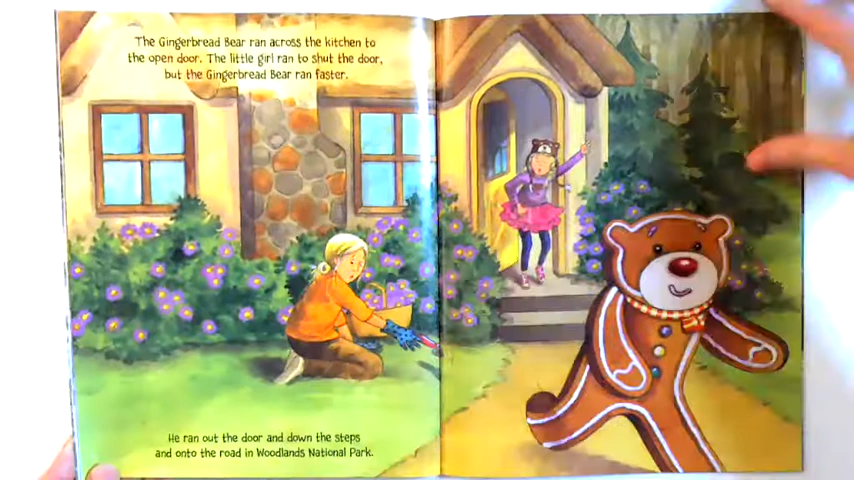 The Gingerbread Bear ran across the kitchen to
the open door. The little girl ran to shut the door,
but the Gingerbread Bear ran faster.
He ran out the door and down the steps
and onto the road in Woodlands National Park.